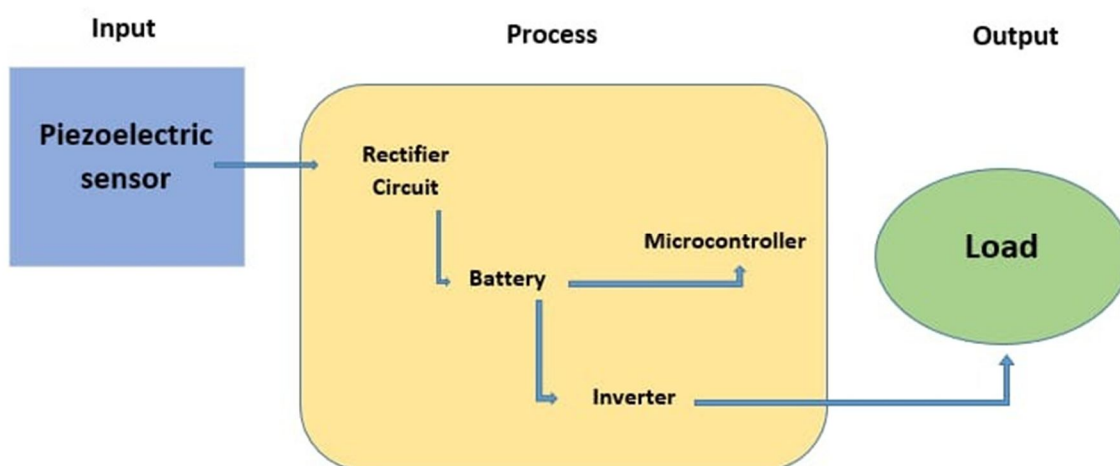 Input
Process
Output
Piezoelectric
sensor
Rectifier
Circuit
Microcontroller
Load
Battery
Inverter